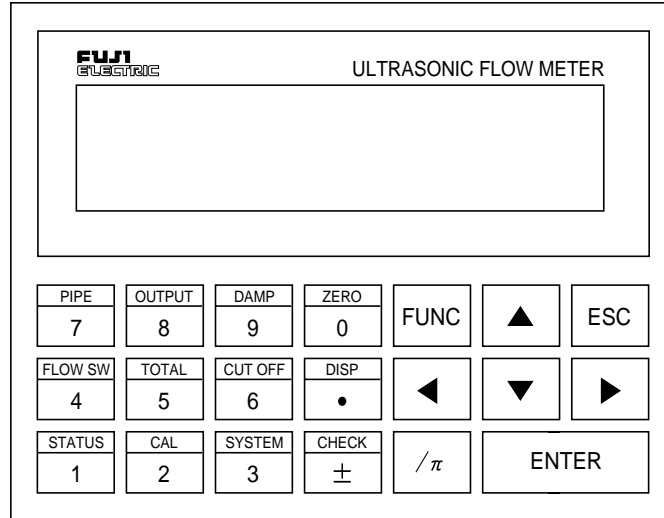 FUJI
ELECTRIC
ULTRASONIC FLOW METER
PIPE OUTPUT DAMP ZERO
7 8 9 0 FUNC ▲ ESC
FLOW SW TOTAL CUT OFF DISP
4 5 6 • ◀ ▼ ▶
STATUS CAL SYSTEM CHECK
1 2 3 ± /π ENTER